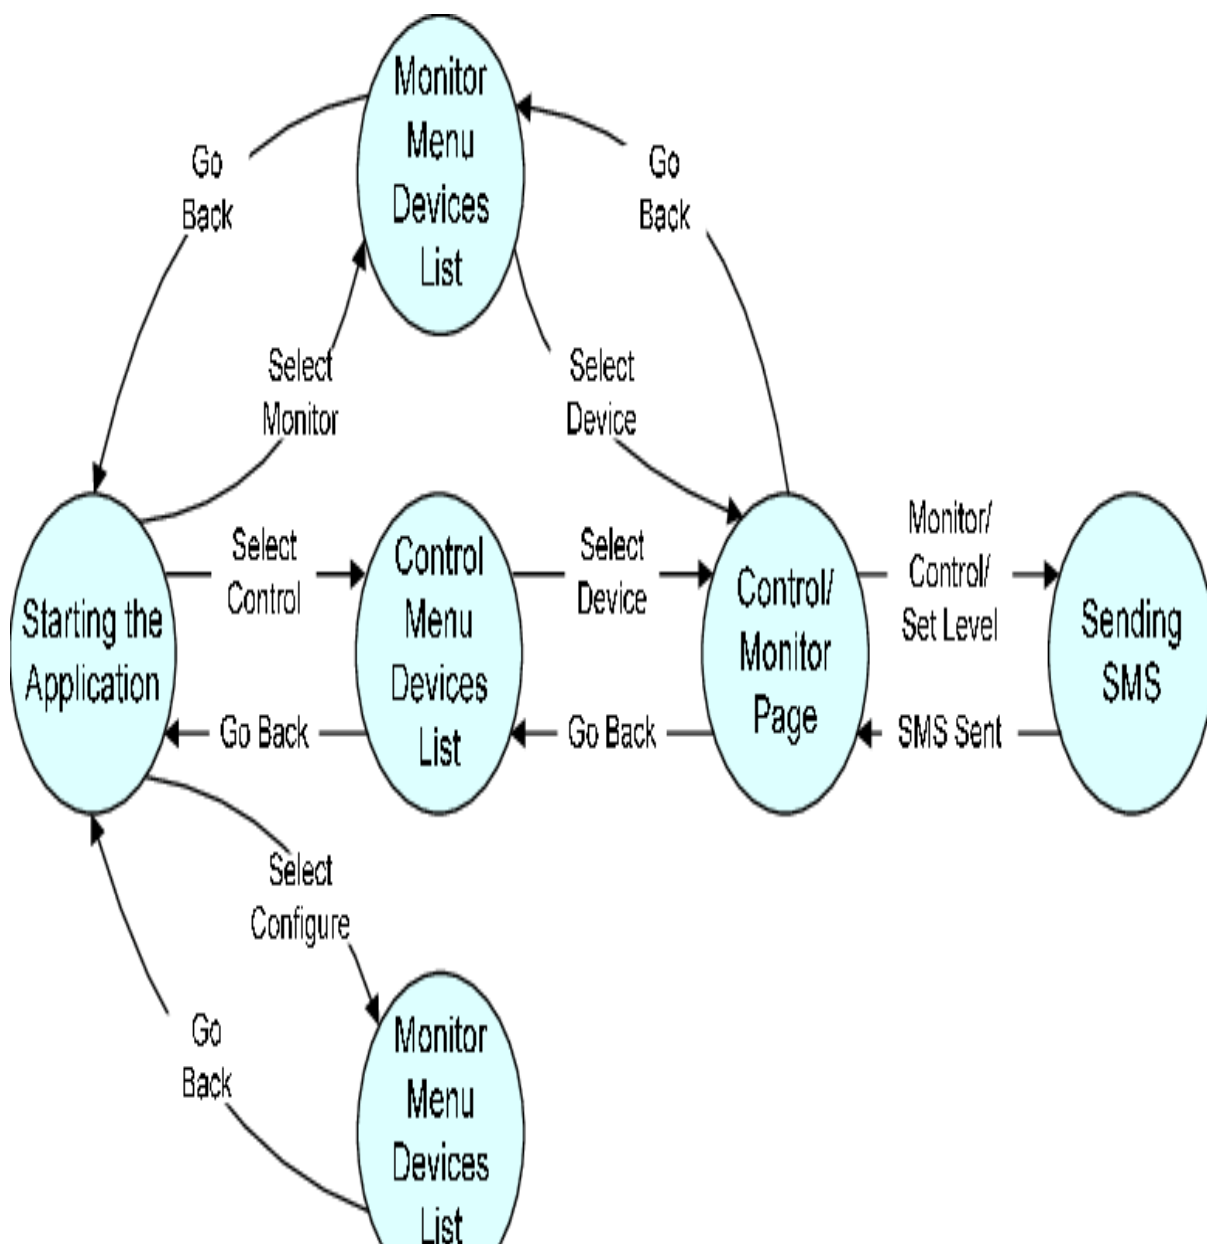 Monitor
Menu
Devices
List
Go
Back
Go
Back
Select
Monitor
Select
Device
Starting the
Application
Select
Control
Control
Menu
Devices
List
Select
Device
Control/
Monitor
Page
Monitor/
Control/
Set Level
Sending
SMS
Go Back
Go Back
SMS Sent
Select
Configure
Go
Back
Monitor
Menu
Devices
List